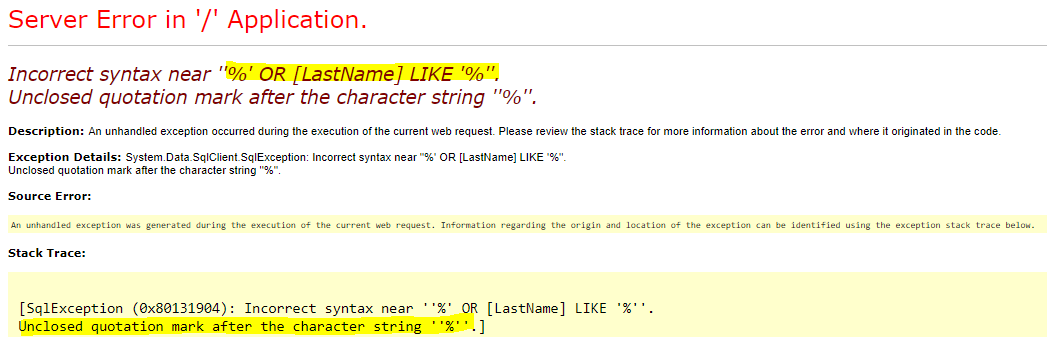 Server Error in '/' Application.
Incorrect syntax near ''%' OR [LastName] LIKE '%''.
Unclosed quotation mark after the character string ''%''.
Description: An unhandled exception occurred during the execution of the current web request. Please review the stack trace for more information about the error and where it originated in the code.
Exception Details: System.Data.SqlClient.SqlException: Incorrect syntax near ''%' OR [LastName] LIKE '%''.
Unclosed quotation mark after the character string ''%''.
Source Error:
An unhandled exception was generated during the execution of the current web request. Information regarding the origin and location of the exception can be identified using the exception stack trace below.
Stack Trace:
[SqlException (0x80131904): Incorrect syntax near ''%' OR [LastName] LIKE '%''.
Unclosed quotation mark after the character string ''%''.]